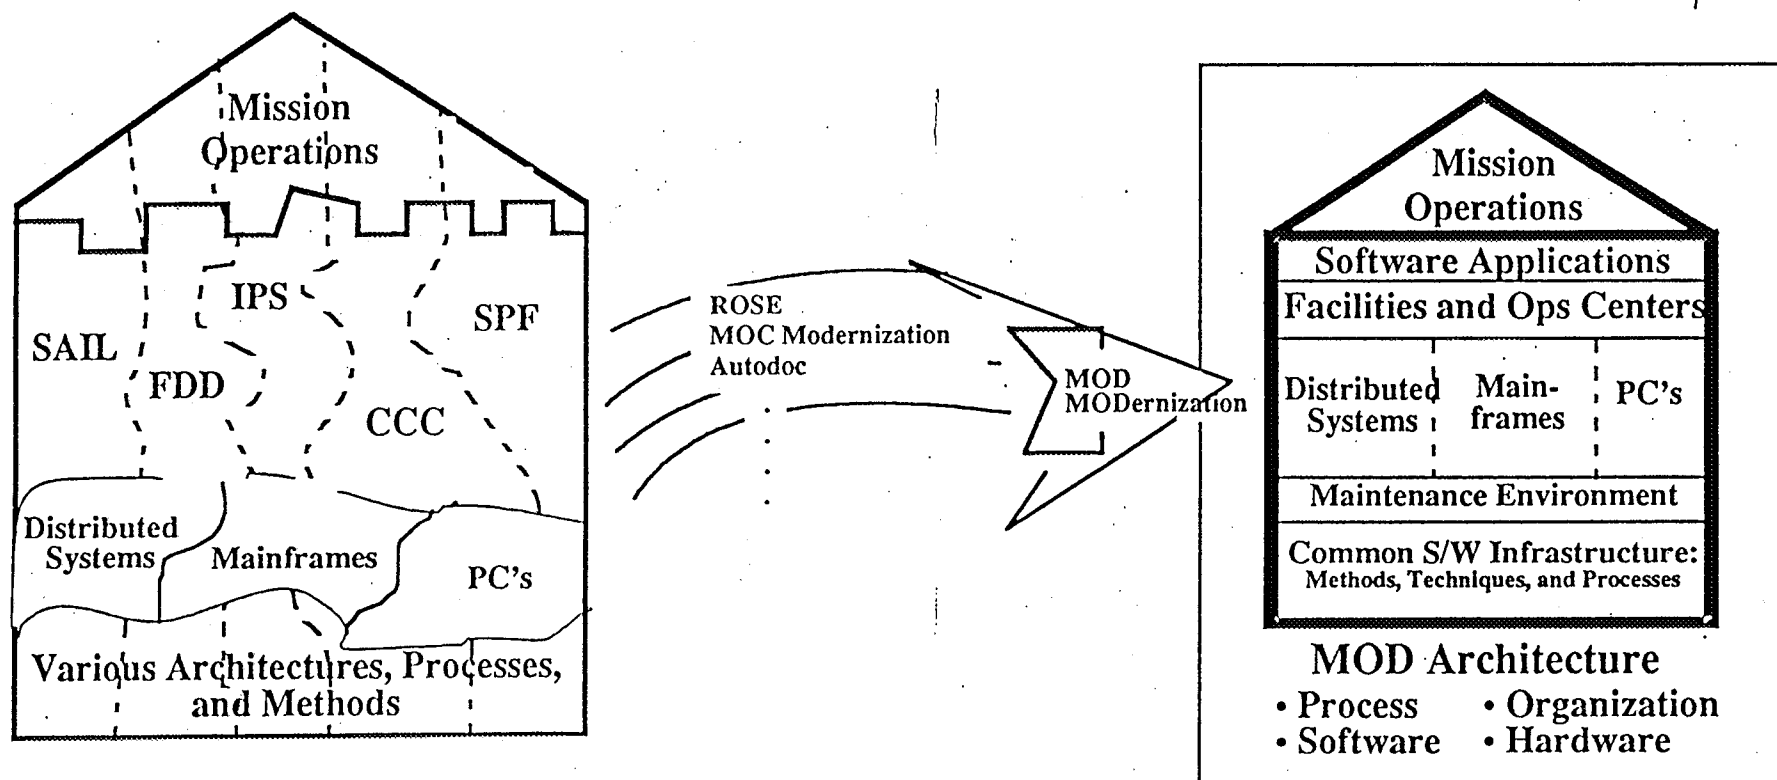 Mission
Operations
SAIL
FDD
IPS
CCC
SPF
Distributed
Systems
Mainframes
PC's
Various Architectures, Processes,
and Methods
ROSE
MOC Modernization
Autodoc
MOD
MODernization
Mission
Operations
Software Applications
Facilities and Ops Centers
Distributed
Systems
Main-
frames
PC's
Maintenance Environment
Common S/W Infrastructure:
Methods, Techniques, and Processes
MOD Architecture
• Process • Organization
• Software • Hardware